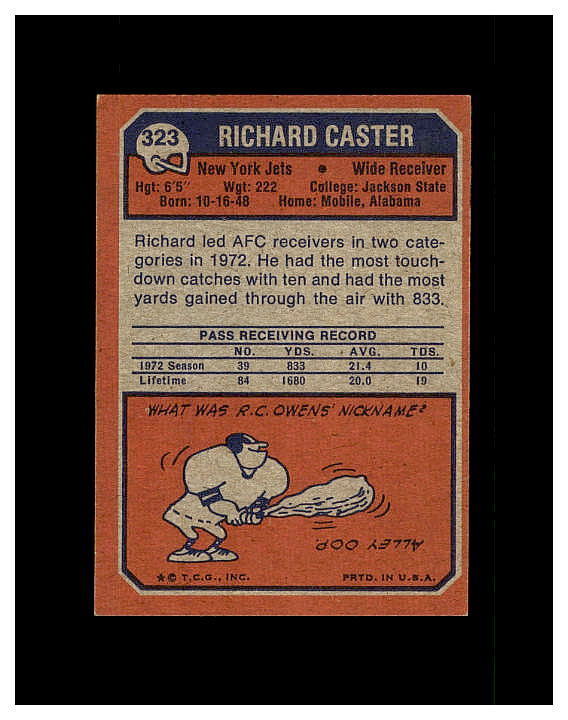 323
RICHARD CASTER
New York Jets • Wide Receiver
Hgt: 6'5" Wgt: 222 College: Jackson State
Born: 10-16-48 Home: Mobile, Alabama
Richard led AFC receivers in two cate-
gories in 1972. He had the most touch-
down catches with ten and had the most
yards gained through the air with 833.
PASS RECEIVING RECORD
NO. YDS. AVG. TDS.
1972 Season 39 833 21.4 10
Lifetime 84 1680 20.0 19
WHAT WAS R.C. OWENS' NICKNAME?
ALLEY OOP.
★© T.C.G., INC. PRTD. IN U.S.A.